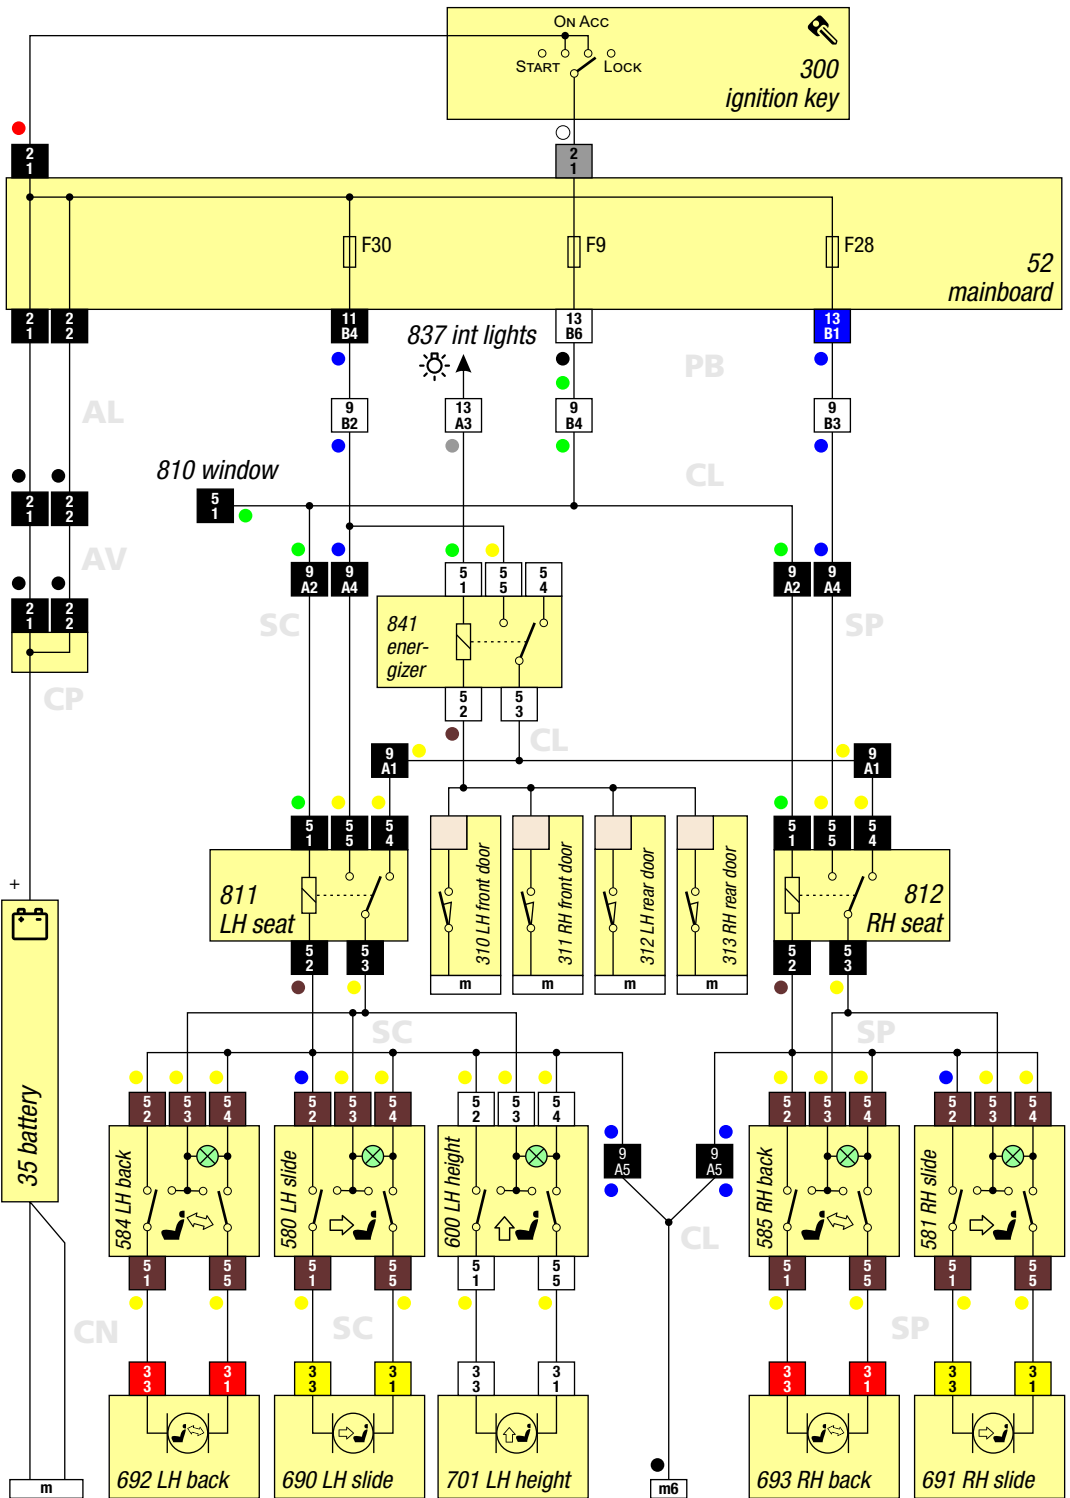 ON ACC
START
LOCK
300
ignition key
2
1
2
1
F30
F9
F28
52
mainboard
2
1
2
2
11
B4
837 int lights
13
B6
13
B1
PB
AL
9
B2
13
A3
9
B4
9
B3
810 window
CL
5
1
2
1
2
2
AV
9
A2
9
A4
5
1
5
5
5
4
9
A2
9
A4
2
1
2
2
SC
841
ener-
gizer
SP
CP
5
2
5
3
CL
9
A1
9
A1
5
1
5
5
5
4
5
1
5
5
5
4
811
LH seat
310 LH front door
311 RH front door
312 LH rear door
313 RH rear door
812
RH seat
+
5
2
5
3
m
m
m
m
5
2
5
3
SC
SP
35 battery
5
2
5
3
5
4
5
2
5
3
5
4
5
2
5
3
5
4
5
2
5
3
5
4
5
2
5
3
5
4
584 LH back
580 LH slide
600 LH height
9
A5
9
A5
585 RH back
581 RH slide
CL
5
1
5
5
5
1
5
5
5
1
5
5
5
1
5
5
5
1
5
5
CN
SC
SP
3
3
3
1
3
3
3
1
3
3
3
1
3
3
3
1
3
3
3
1
692 LH back
690 LH slide
701 LH height
693 RH back
691 RH slide
m
m6